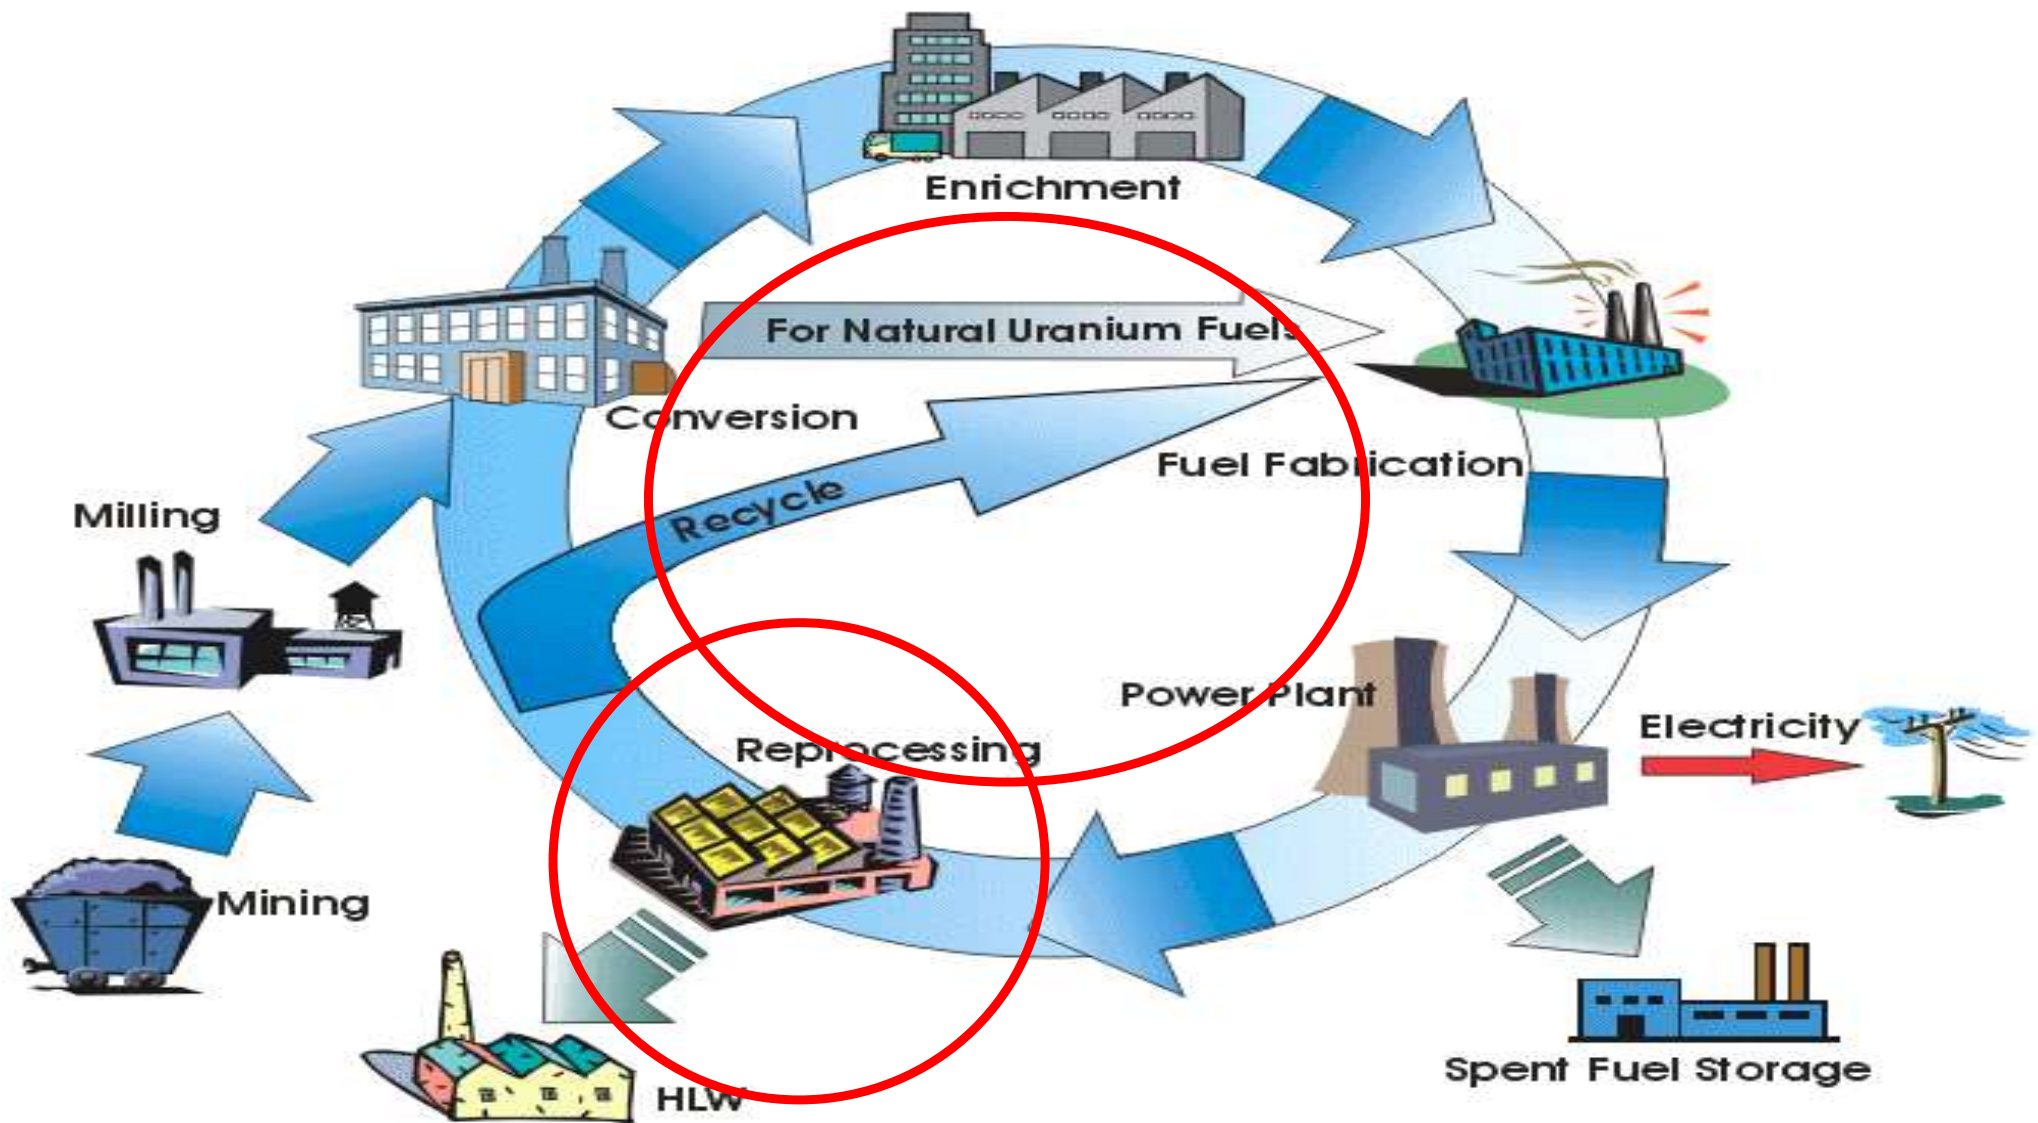 Enrichment
For Natural Uranium Fuels
Conversion
Fuel Fabrication
Recycle
Milling
Power Plant
Electricity
Reprocessing
Mining
Spent Fuel Storage
HLW